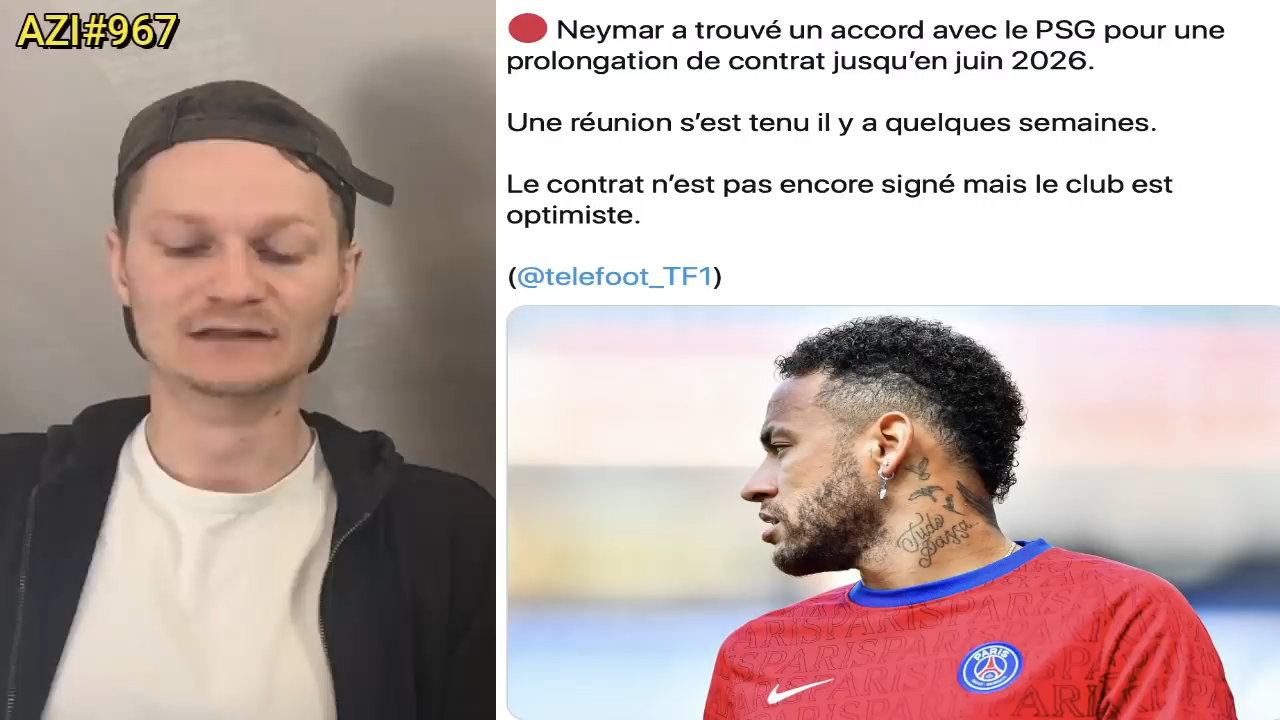 AZI#967
🔴 Neymar a trouvé un accord avec le PSG pour une
prolongation de contrat jusqu’en juin 2026.
Une réunion s’est tenu il y a quelques semaines.
Le contrat n’est pas encore signé mais le club est
optimiste.
(@telefoot_TF1)
Tudo
Passa
PARIS